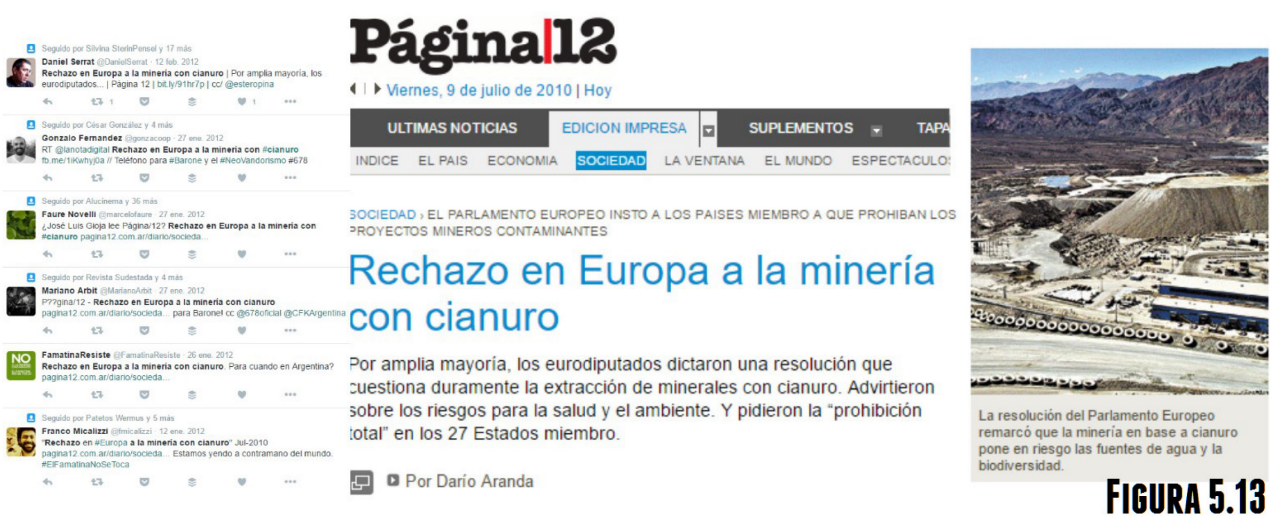 Seguido por Silvina SterinPensel y 17 más
Daniel Serrat @DanielSerrat · 12 feb. 2012
Rechazo en Europa a la minería con cianuro | Por amplia mayoría, los
eurodiputados... | Página 12 | bit.ly/91hr7p | cc/ @esteropina
1 1
Seguido por César González y 4 más
Gonzalo Fernandez @gonzacoop · 27 ene. 2012
RT @lanotadigital Rechazo en Europa a la minería con #cianuro
fb.me/1iKwhyj0a // Teléfono para #Barone y el #NeoVandorismo #678
Seguido por Alucinema y 36 más
Faure Novelli @marcelofaure · 27 ene. 2012
¿José Luis Gioja lee Página/12? Rechazo en Europa a la minería con
#cianuro pagina12.com.ar/diario/socieda...
Seguido por Revista Sudestada y 4 más
Mariano Arbit @MarianoArbit · 27 ene. 2012
P??gina/12 - Rechazo en Europa a la minería con cianuro
pagina12.com.ar/diario/socieda... para Baronel cc @678oficial @CFKArgentina
NO
FamatinaResiste @FamatinaResiste · 26 ene. 2012
Rechazo en Europa a la minería con cianuro. Para cuando en Argentina?
pagina12.com.ar/diario/socieda...
Seguido por Patetos Wermus y 5 más
Franco Micalizzi @fmicalizzi · 12 ene. 2012
"Rechazo en #Europa a la minería con cianuro" Jul-2010
pagina12.com.ar/diario/socieda... Estamos yendo a contramano del mundo.
#ElFamatinaNoSeToca
Página|12
Viernes, 9 de julio de 2010 | Hoy
ULTIMAS NOTICIAS EDICION IMPRESA SUPLEMENTOS TAPA
INDICE EL PAIS ECONOMIA SOCIEDAD LA VENTANA EL MUNDO ESPECTACULO
SOCIEDAD › EL PARLAMENTO EUROPEO INSTO A LOS PAISES MIEMBRO A QUE PROHIBAN LOS
PROYECTOS MINEROS CONTAMINANTES
Rechazo en Europa a la minería
con cianuro
Por amplia mayoría, los eurodiputados dictaron una resolución que
cuestiona duramente la extracción de minerales con cianuro. Advirtieron
sobre los riesgos para la salud y el ambiente. Y pidieron la “prohibición
total” en los 27 Estados miembro.
Por Darío Aranda
La resolución del Parlamento Europeo
remarcó que la minería en base a cianuro
pone en riesgo las fuentes de agua y la
biodiversidad.
FIGURA 5.13